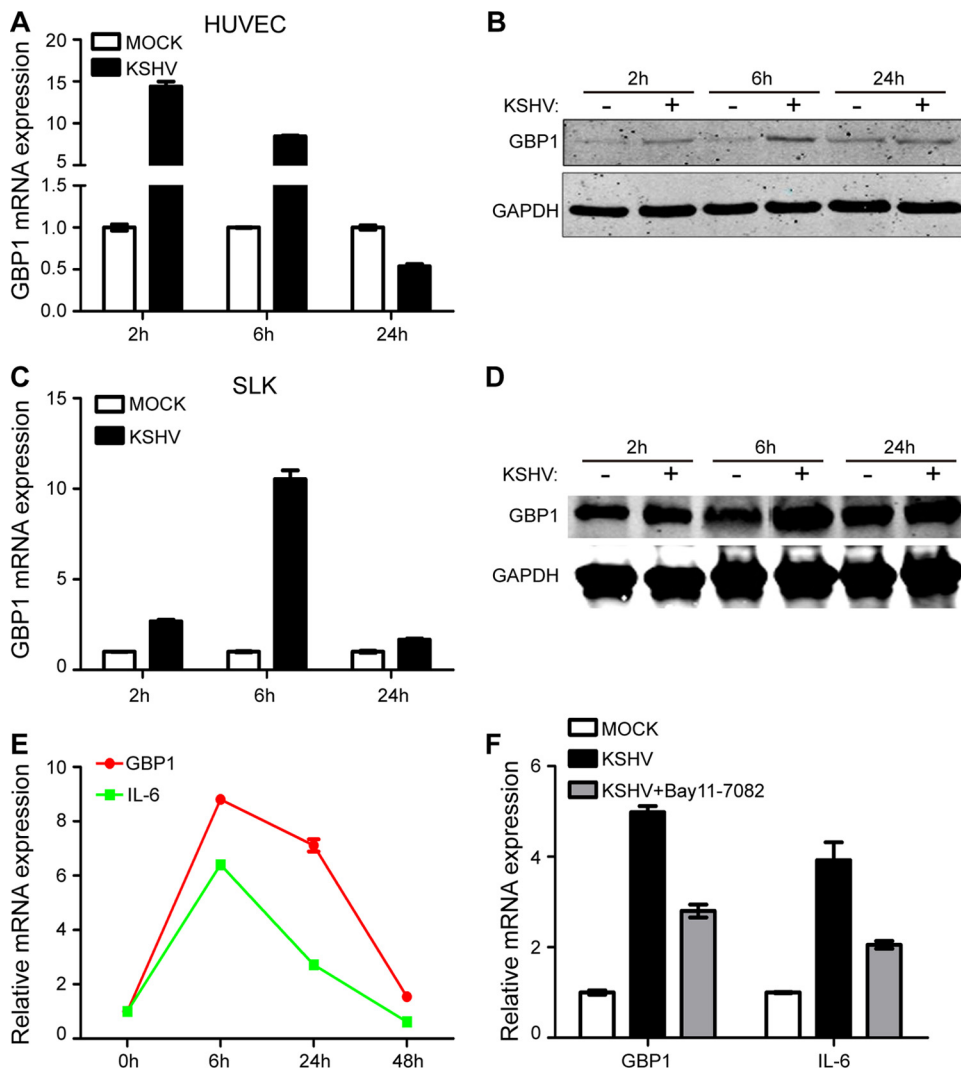 A
HUVEC
MOCK
KSHV
GBP1 mRNA expression
20
15
10
5
1.5
1.0
0.5
0.0
2h 6h 24h
B
2h 6h 24h
KSHV: - + - + - +
GBP1
GAPDH
C
SLK
MOCK
KSHV
GBP1 mRNA expression
15
10
5
0
2h 6h 24h
D
2h 6h 24h
KSHV: - + - + - +
GBP1
GAPDH
E
GBP1
IL-6
Relative mRNA expression
10
8
6
4
2
0
0h 6h 24h 48h
F
MOCK
KSHV
KSHV+Bay11-7082
Relative mRNA expression
6
4
2
0
GBP1 IL-6